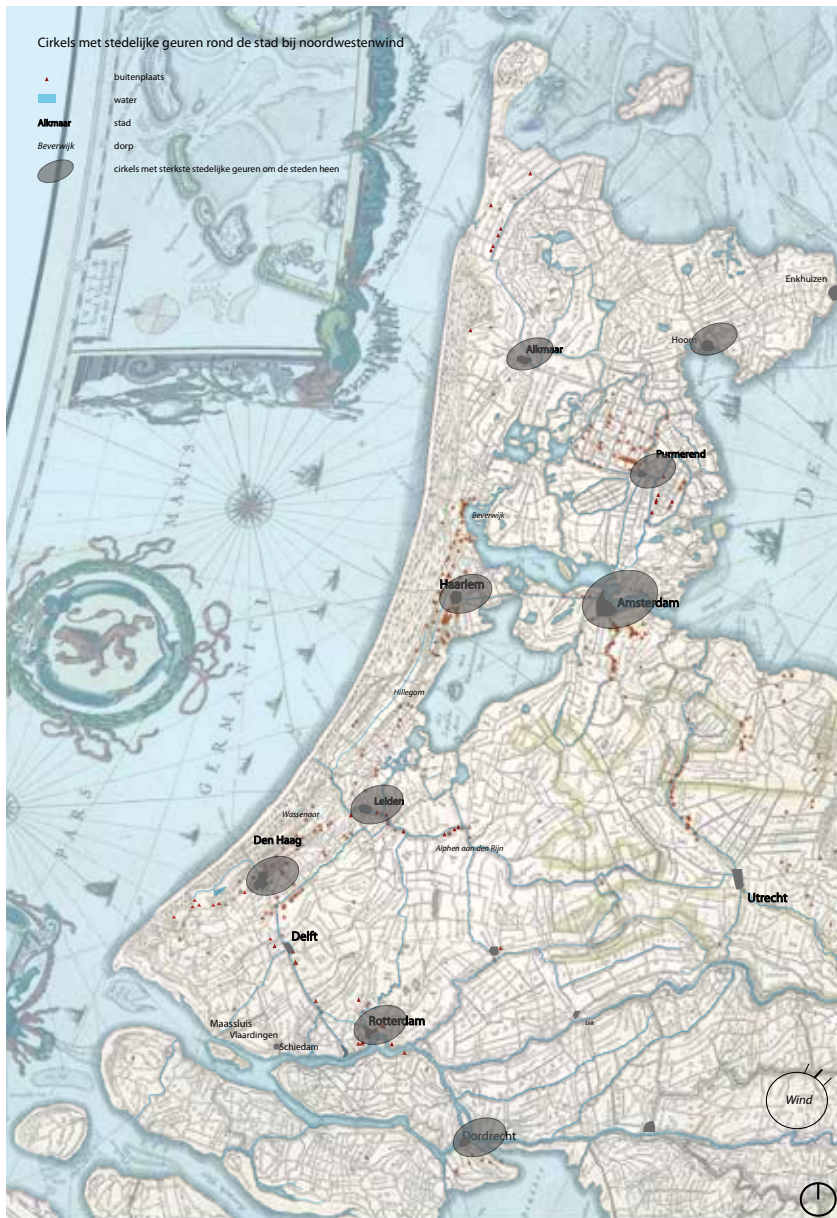 Cirkels met stedelijke geuren rond de stad bij noordwestenwind
buitenplaats
water
Alkmaar stad
Beverwijk dorp
cirkels met sterkste stedelijke geuren om de steden heen
Enkhuizen
Hoorn
Alkmaar
Purmerend
MARIS
DE
Beverwijk
Haarlem
Amsterdam
GERMANICI
Hillegom
Leiden
Wassenaar
PARS
Den Haag
Alphen aan den Rijn
Utrecht
Delft
Rotterdam
Maassluis
Vlaardingen
Schiedam
Wind
Dordrecht